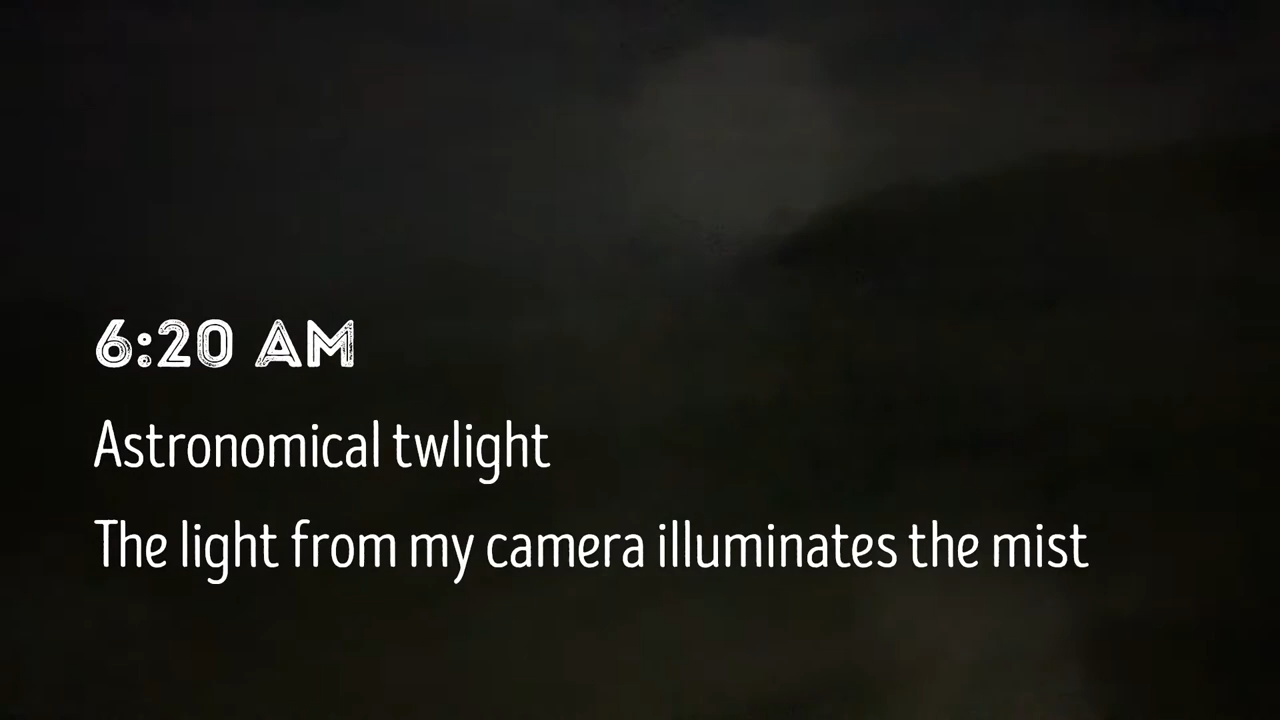 6:20 AM
Astronomical twlight
The light from my camera illuminates the mist